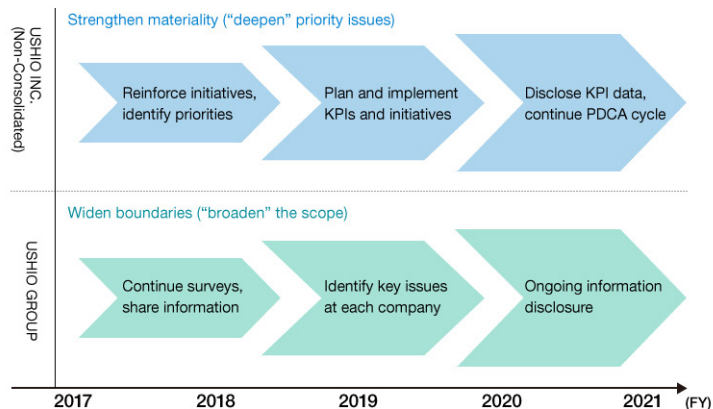 Strengthen materiality (“deepen” priority issues)
USHIO INC.
(Non-Consolidated)
Reinforce initiatives,
identify priorities
Plan and implement
KPIs and initiatives
Disclose KPI data,
continue PDCA cycle
Widen boundaries (“broaden” the scope)
USHIO GROUP
Continue surveys,
share information
Identify key issues
at each company
Ongoing information
disclosure
2017 2018 2019 2020 2021 (FY)